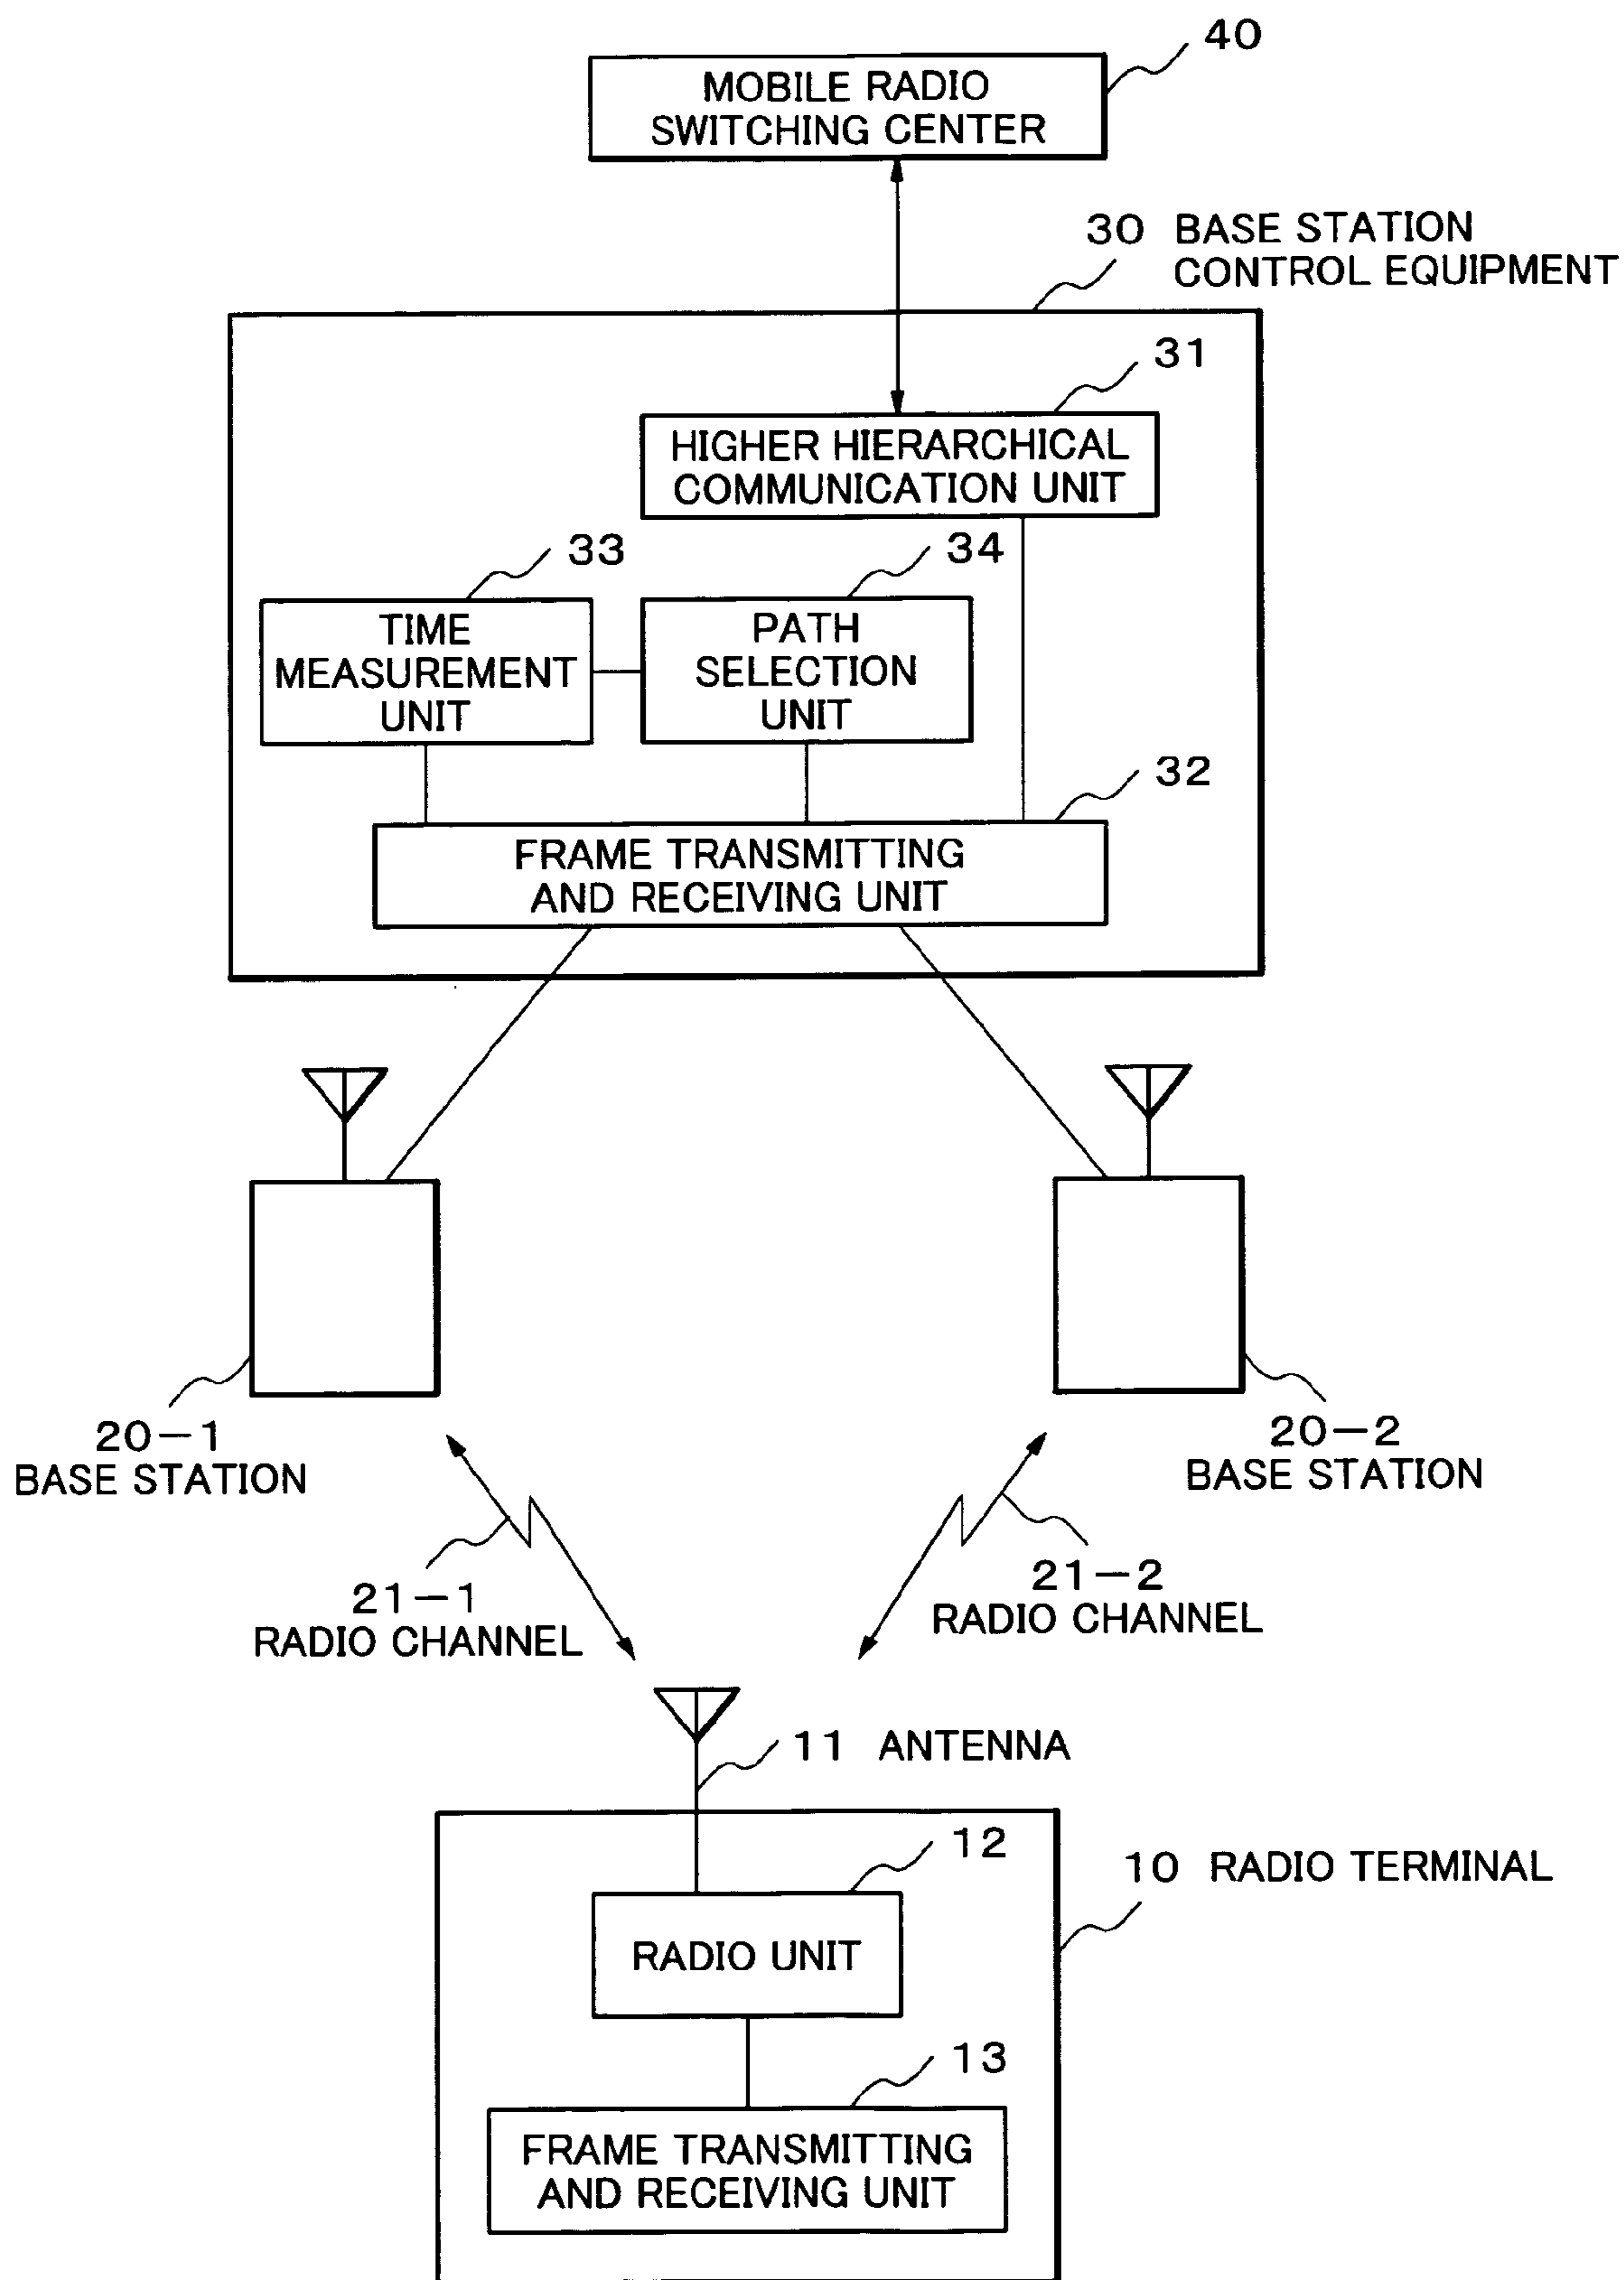 40
MOBILE RADIO
SWITCHING CENTER
30 BASE STATION
CONTROL EQUIPMENT
31
HIGHER HIERARCHICAL
COMMUNICATION UNIT
33
34
TIME
MEASUREMENT
UNIT
PATH
SELECTION
UNIT
32
FRAME TRANSMITTING
AND RECEIVING UNIT
20-1
BASE STATION
20-2
BASE STATION
21-1
RADIO CHANNEL
21-2
RADIO CHANNEL
11 ANTENNA
12
10 RADIO TERMINAL
RADIO UNIT
13
FRAME TRANSMITTING
AND RECEIVING UNIT